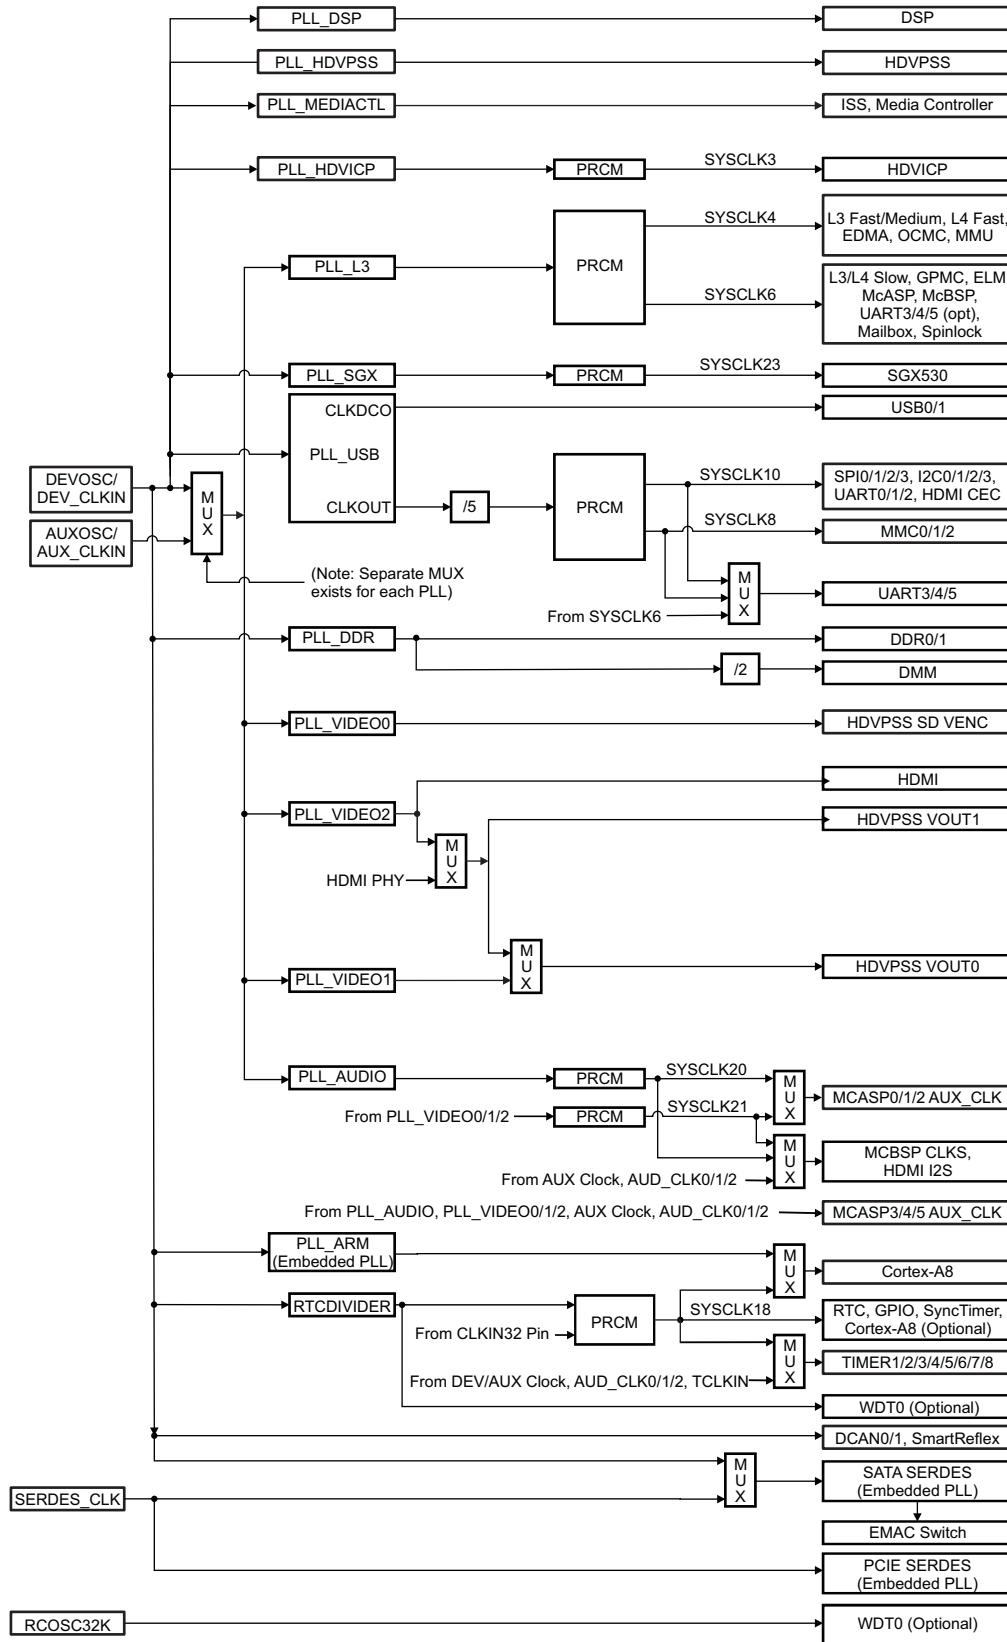 PLL_DSP
DSP
PLL_HDVPSS
HDVPSS
PLL_MEDIACTL
ISS, Media Controller
PLL_HDVICP
PRCM
SYSCLK3
HDVICP
PLL_L3
PRCM
SYSCLK4
L3 Fast/Medium, L4 Fast,
EDMA, OCMC, MMU
SYSCLK6
L3/L4 Slow, GPMC, ELM
McASP, McBSP,
UART3/4/5 (opt),
Mailbox, Spinlock
PLL_SGX
PRCM
SYSCLK23
SGX530
CLKDCO
PLL_USB
CLKOUT
USB0/1
/5
PRCM
SYSCLK10
SPI0/1/2/3, I2C0/1/2/3,
UART0/1/2, HDMI CEC
SYSCLK8
MMC0/1/2
DEVOSC/
DEV_CLKIN
AUXOSC/
AUX_CLKIN
MUX
(Note: Separate MUX
exists for each PLL)
From SYSCLK6
MUX
UART3/4/5
PLL_DDR
DDR0/1
/2
DMM
PLL_VIDEO0
HDVPSS SD VENC
PLL_VIDEO2
HDMI
HDMI PHY
MUX
HDVPSS VOUT1
PLL_VIDEO1
MUX
HDVPSS VOUT0
PLL_AUDIO
PRCM
SYSCLK20
MUX
MCASP0/1/2 AUX_CLK
From PLL_VIDEO0/1/2
PRCM
SYSCLK21
MUX
MCBSP CLKS,
HDMI I2S
From AUX Clock, AUD_CLK0/1/2
From PLL_AUDIO, PLL_VIDEO0/1/2, AUX Clock, AUD_CLK0/1/2
MCASP3/4/5 AUX_CLK
PLL_ARM
(Embedded PLL)
MUX
Cortex-A8
RTCDIVIDER
From CLKIN32 Pin
PRCM
SYSCLK18
RTC, GPIO, SyncTimer,
Cortex-A8 (Optional)
From DEV/AUX Clock, AUD_CLK0/1/2, TCLKIN
MUX
TIMER1/2/3/4/5/6/7/8
WDT0 (Optional)
DCAN0/1, SmartReflex
SERDES_CLK
MUX
SATA SERDES
(Embedded PLL)
EMAC Switch
PCIE SERDES
(Embedded PLL)
RCOSC32K
WDT0 (Optional)